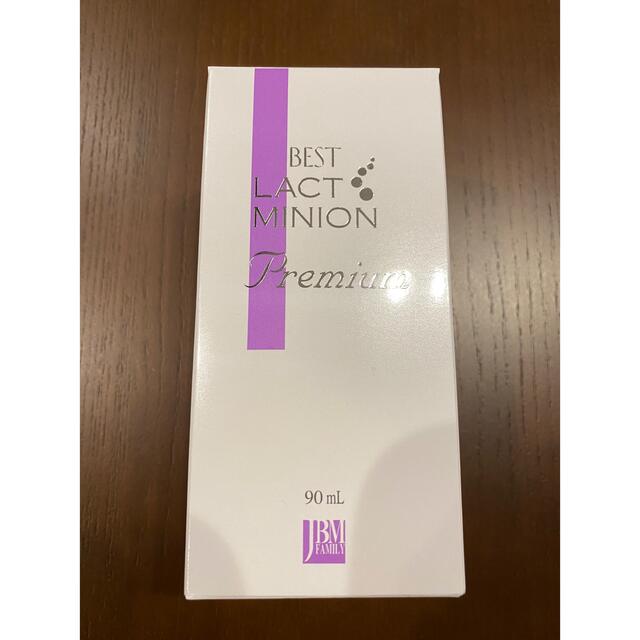 BEST
LACT
MINION
Premium
90 mL
JBM
FAMILY